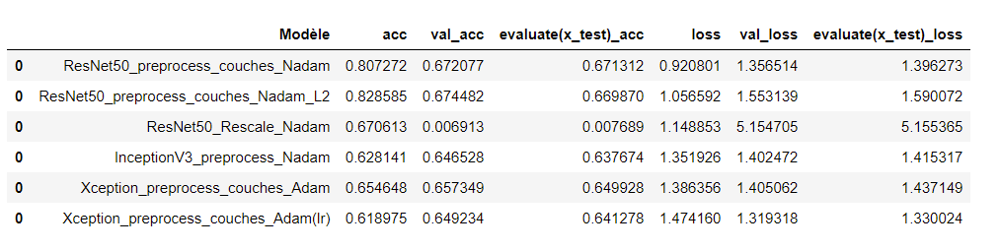 Modèle acc val_acc evaluate(x_test)_acc loss val_loss evaluate(x_test)_loss
0 ResNet50_preprocess_couches_Nadam 0.807272 0.672077 0.671312 0.920801 1.356514 1.396273
0 ResNet50_preprocess_couches_Nadam_L2 0.828585 0.674482 0.669870 1.056592 1.553139 1.590072
0 ResNet50_Rescale_Nadam 0.670613 0.006913 0.007689 1.148853 5.154705 5.155365
0 InceptionV3_preprocess_Nadam 0.628141 0.646528 0.637674 1.351926 1.402472 1.415317
0 Xception_preprocess_couches_Adam 0.654648 0.657349 0.649928 1.386356 1.405062 1.437149
0 Xception_preprocess_couches_Adam(lr) 0.618975 0.649234 0.641278 1.474160 1.319318 1.330024